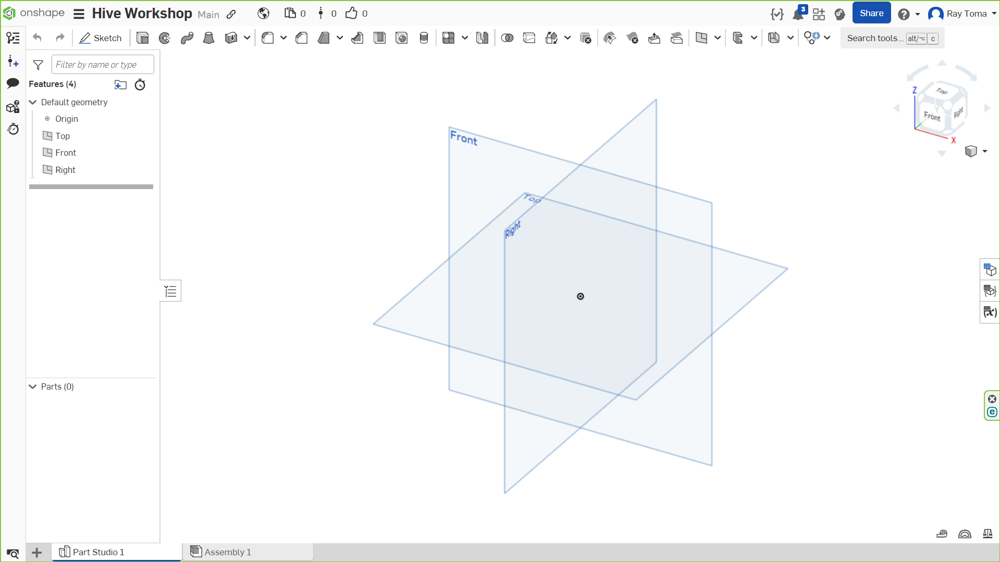 onshape Hive Workshop Main 0 0 0 3 Share Ray Toma
Sketch Search tools... alt/⌥ c
Filter by name or type
Features (4)
Default geometry
Origin
Top
Front
Right
Parts (0)
Front
Top
Right
Z
Top
Front
Right
Y
X
(x)
e
Part Studio 1
Assembly 1